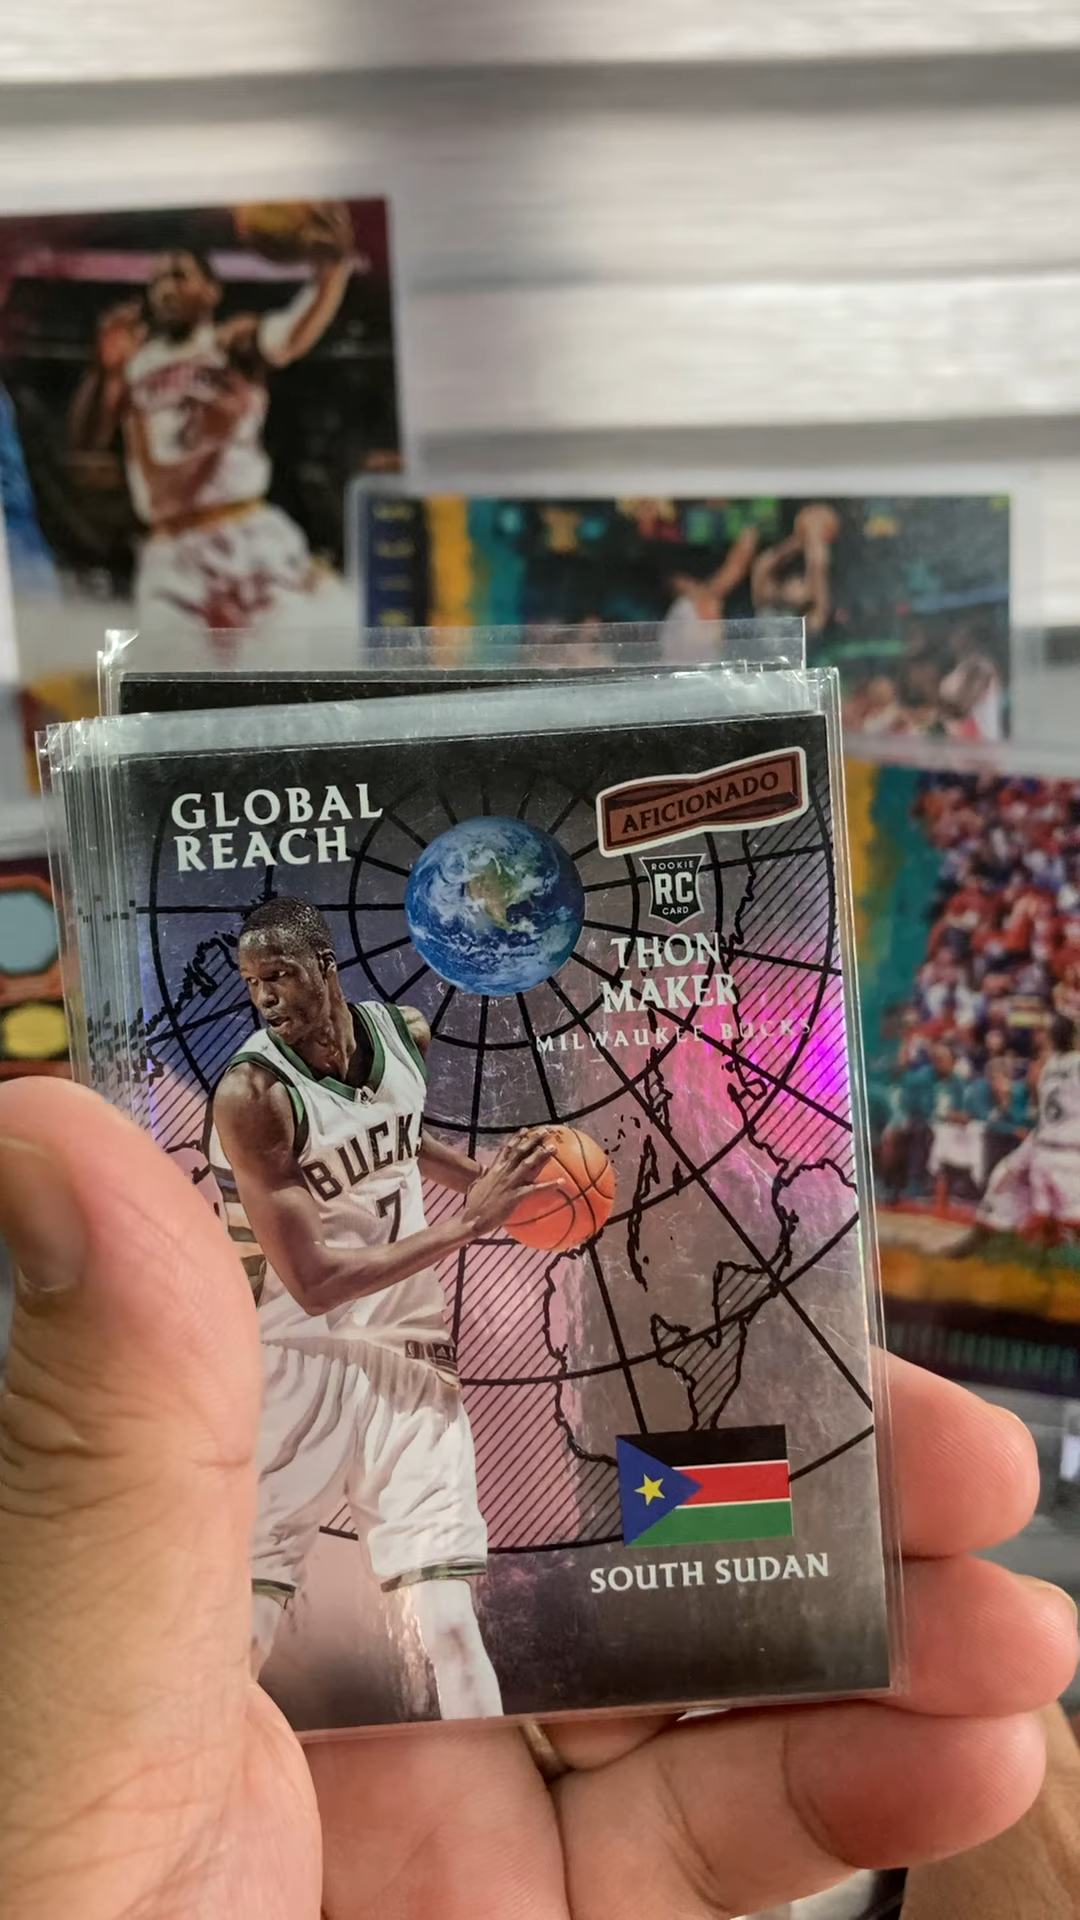 GLOBAL
REACH
AFICIONADO
ROOKIE
RC
CARD
THON
MAKER
MILWAUKEE BUCKS
BUCKS
7
SOUTH SUDAN